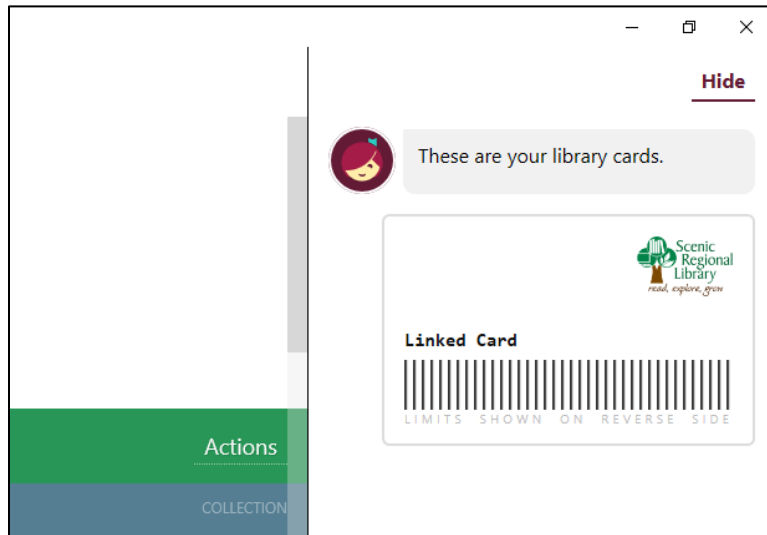 Hide
These are your library cards.
Scenic
Regional
Library
read, explore, grow
Linked Card
LIMITS SHOWN ON REVERSE SIDE
Actions
COLLECTION